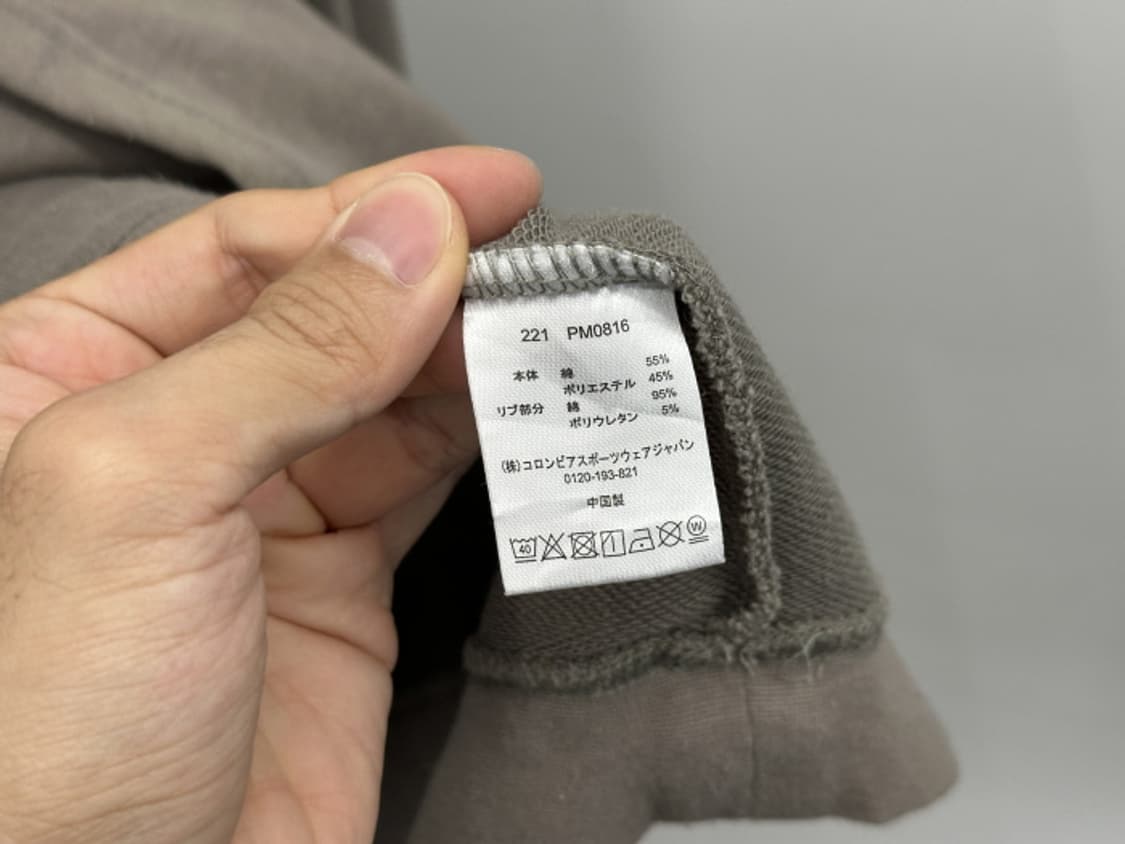 221 PM0816
本体 綿 55%
ポリエステル 45%
リブ部分 綿 95%
ポリウレタン 5%
(株)コロンビアスポーツウェアジャパン
0120-193-821
中国製
40 W